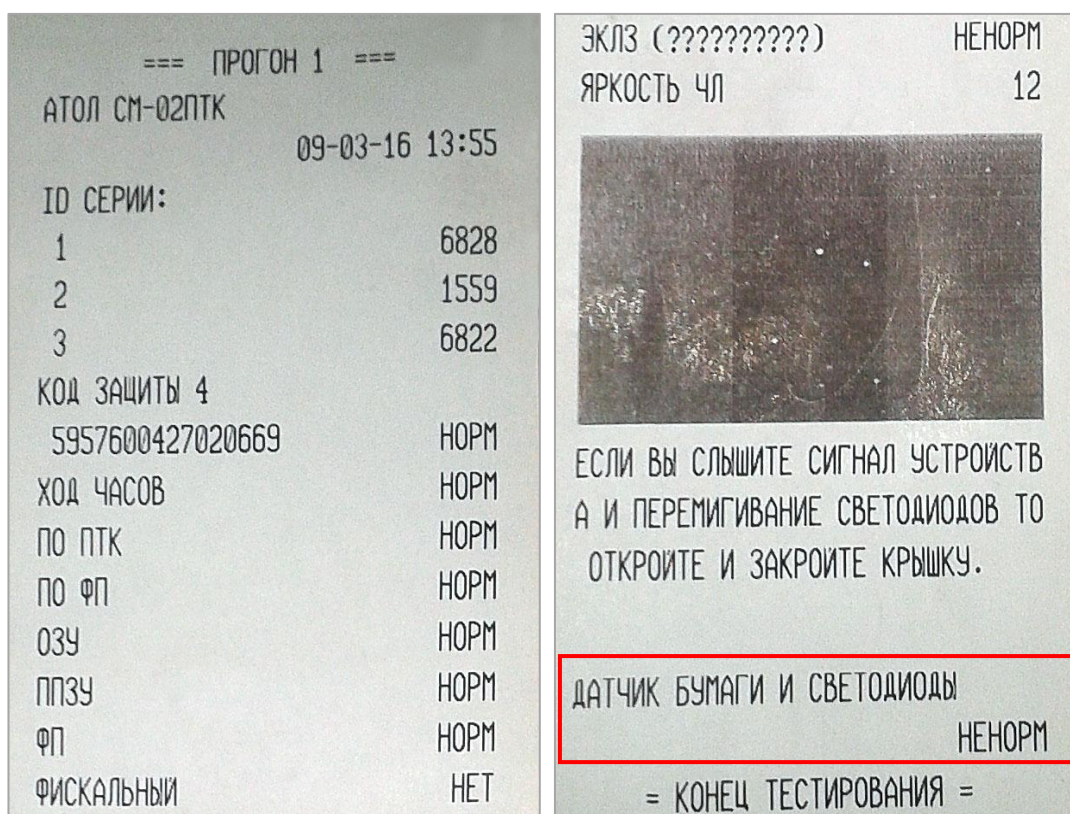 === ПРОГОН 1 ===
АТОЛ СМ-02ПТК
09-03-16 13:55
ID СЕРИИ:
1 6828
2 1559
3 6822
КОД ЗАЩИТЫ 4
5957600427020669 НОРМ
ХОД ЧАСОВ НОРМ
ПО ПТК НОРМ
ПО ФП НОРМ
ОЗУ НОРМ
ППЗУ НОРМ
ФП НОРМ
ФИСКАЛЬНЫЙ НЕТ
ЭКЛЗ (??????????) НЕНОРМ
ЯРКОСТЬ ЧЛ 12
ЕСЛИ ВЫ СЛЫШИТЕ СИГНАЛ УСТРОЙСТВ
А И ПЕРЕМИГИВАНИЕ СВЕТОДИОДОВ ТО
ОТКРОЙТЕ И ЗАКРОЙТЕ КРЫШКУ.
ДАТЧИК БУМАГИ И СВЕТОДИОДЫ
НЕНОРМ
= КОНЕЦ ТЕСТИРОВАНИЯ =